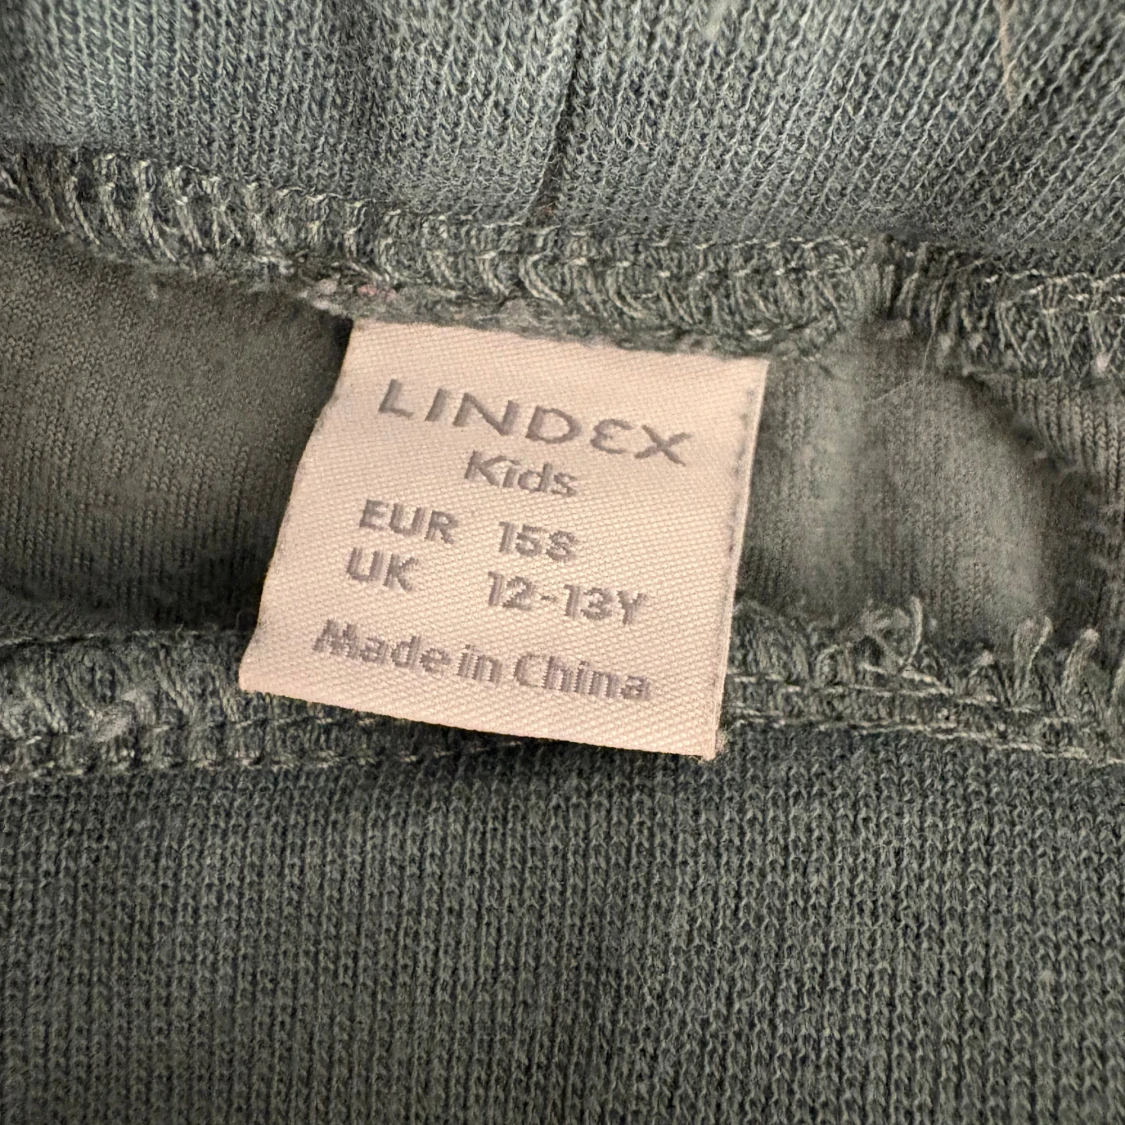 LINDEX
Kids
EUR 158
UK 12-13Y
Made in China